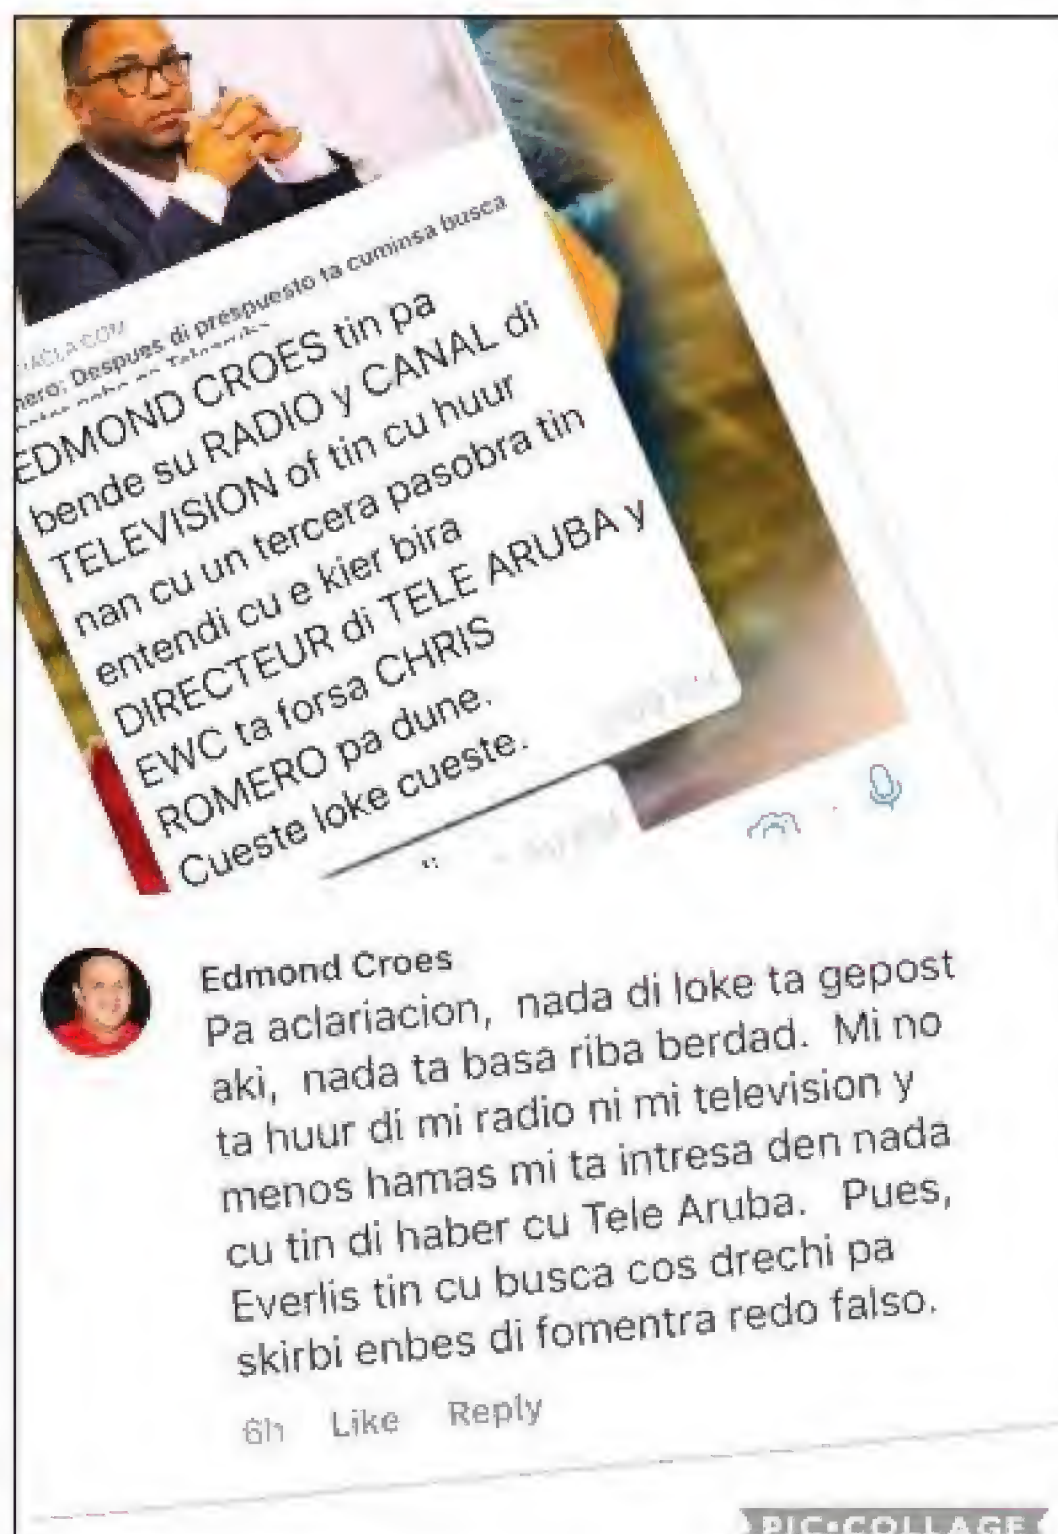 Despues di prespuesto ta cuminsa busca
EDMOND CROES tin pa
bende su RADIO y CANAL di
TELEVISION of tin cu huur
nan cu un tercera pasobra tin
entendi cu e kier bira
DIRECTEUR di TELE ARUBA y
EWC ta forsa CHRIS
ROMERO pa dune.
Cueste loke cueste.
Edmond Croes
Pa aclariacion, nada di loke ta gepost
aki, nada ta basa riba berdad. Mi no
ta huur di mi radio ni mi television y
menos hamas mi ta intresa den nada
cu tin di haber cu Tele Aruba. Pues,
Everlis tin cu busca cos drechi pa
skirbi enbes di fomentra redo falso.
6h Like Reply
PIC•COLLAGE